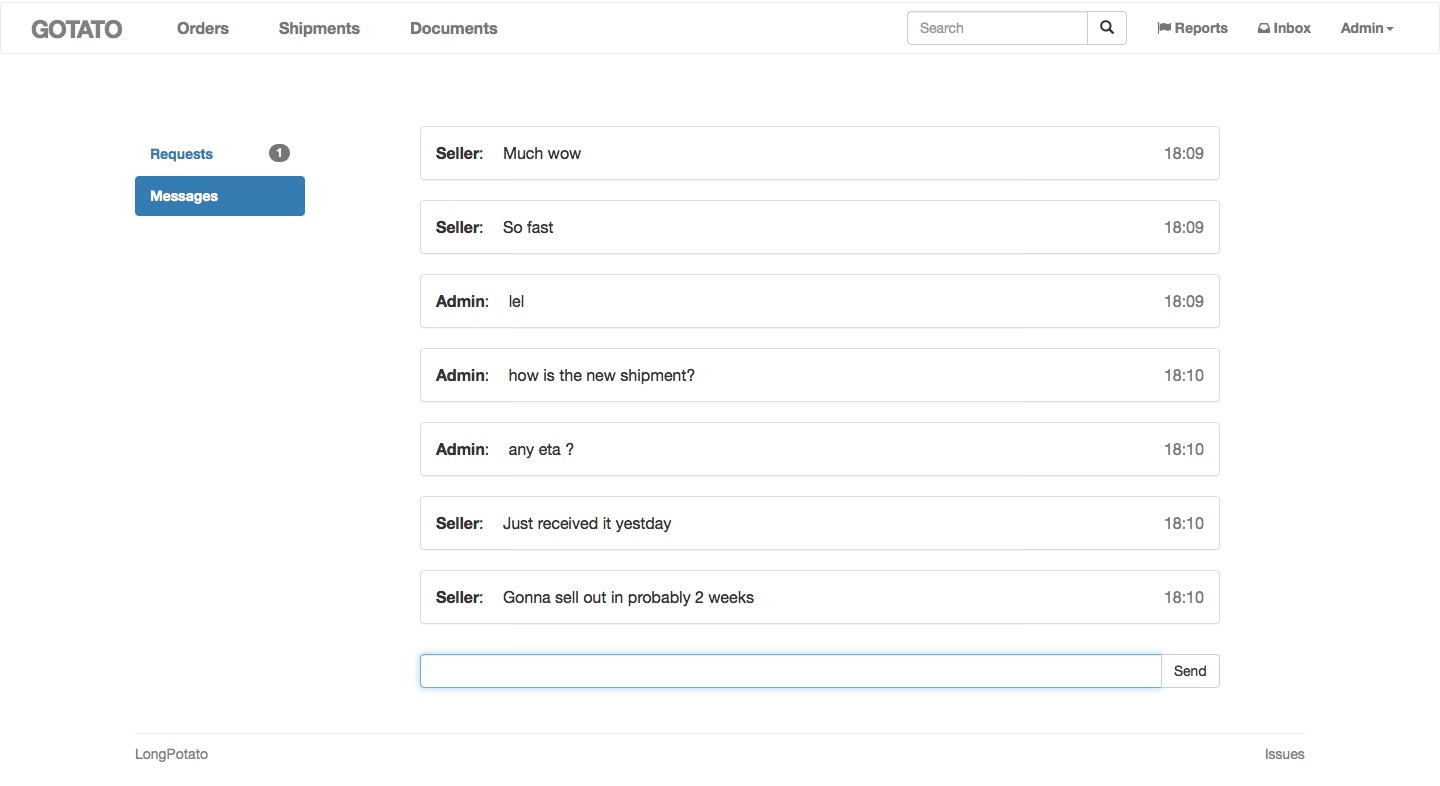 GOTATO Orders Shipments Documents Search Reports Inbox Admin
Requests 1
Messages
Seller: Much wow 18:09
Seller: So fast 18:09
Admin: lel 18:09
Admin: how is the new shipment? 18:10
Admin: any eta ? 18:10
Seller: Just received it yestday 18:10
Seller: Gonna sell out in probably 2 weeks 18:10
Send
LongPotato Issues